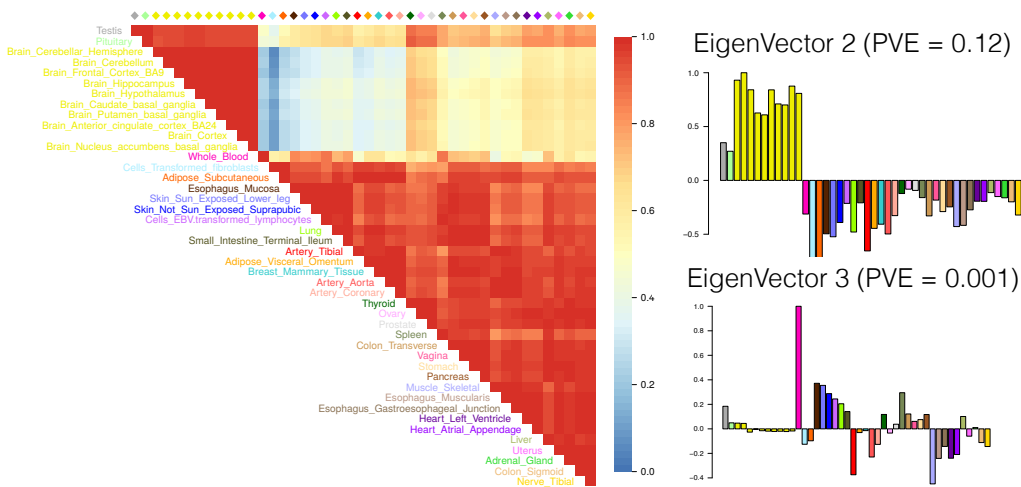 Testis
Pituitary
Brain_Cerebellar_Hemisphere
Brain_Cerebellum
Brain_Frontal_Cortex_BA9
Brain_Hippocampus
Brain_Hypothalamus
Brain_Caudate_basal_ganglia
Brain_Putamen_basal_ganglia
Brain_Anterior_cingulate_cortex_BA24
Brain_Cortex
Brain_Nucleus_accumbens_basal_ganglia
Whole_Blood
Cells_Transformed_fibroblasts
Adipose_Subcutaneous
Esophagus_Mucosa
Skin_Sun_Exposed_Lower_leg
Skin_Not_Sun_Exposed_Suprapubic
Cells_EBV.transformed_lymphocytes
Lung
Small_Intestine_Terminal_Ileum
Artery_Tibial
Adipose_Visceral_Omentum
Breast_Mammary_Tissue
Artery_Aorta
Artery_Coronary
Thyroid
Ovary
Prostate
Spleen
Colon_Transverse
Vagina
Stomach
Pancreas
Muscle_Skeletal
Esophagus_Muscularis
Esophagus_Gastroesophageal_Junction
Heart_Left_Ventricle
Heart_Atrial_Appendage
Liver
Uterus
Adrenal_Gland
Colon_Sigmoid
Nerve_Tibial
1.0
0.8
0.6
0.4
0.2
0.0
EigenVector 2 (PVE = 0.12)
1.0
0.5
0.0
−0.5
EigenVector 3 (PVE = 0.001)
1.0
0.8
0.6
0.4
0.2
0.0
−0.2
−0.4